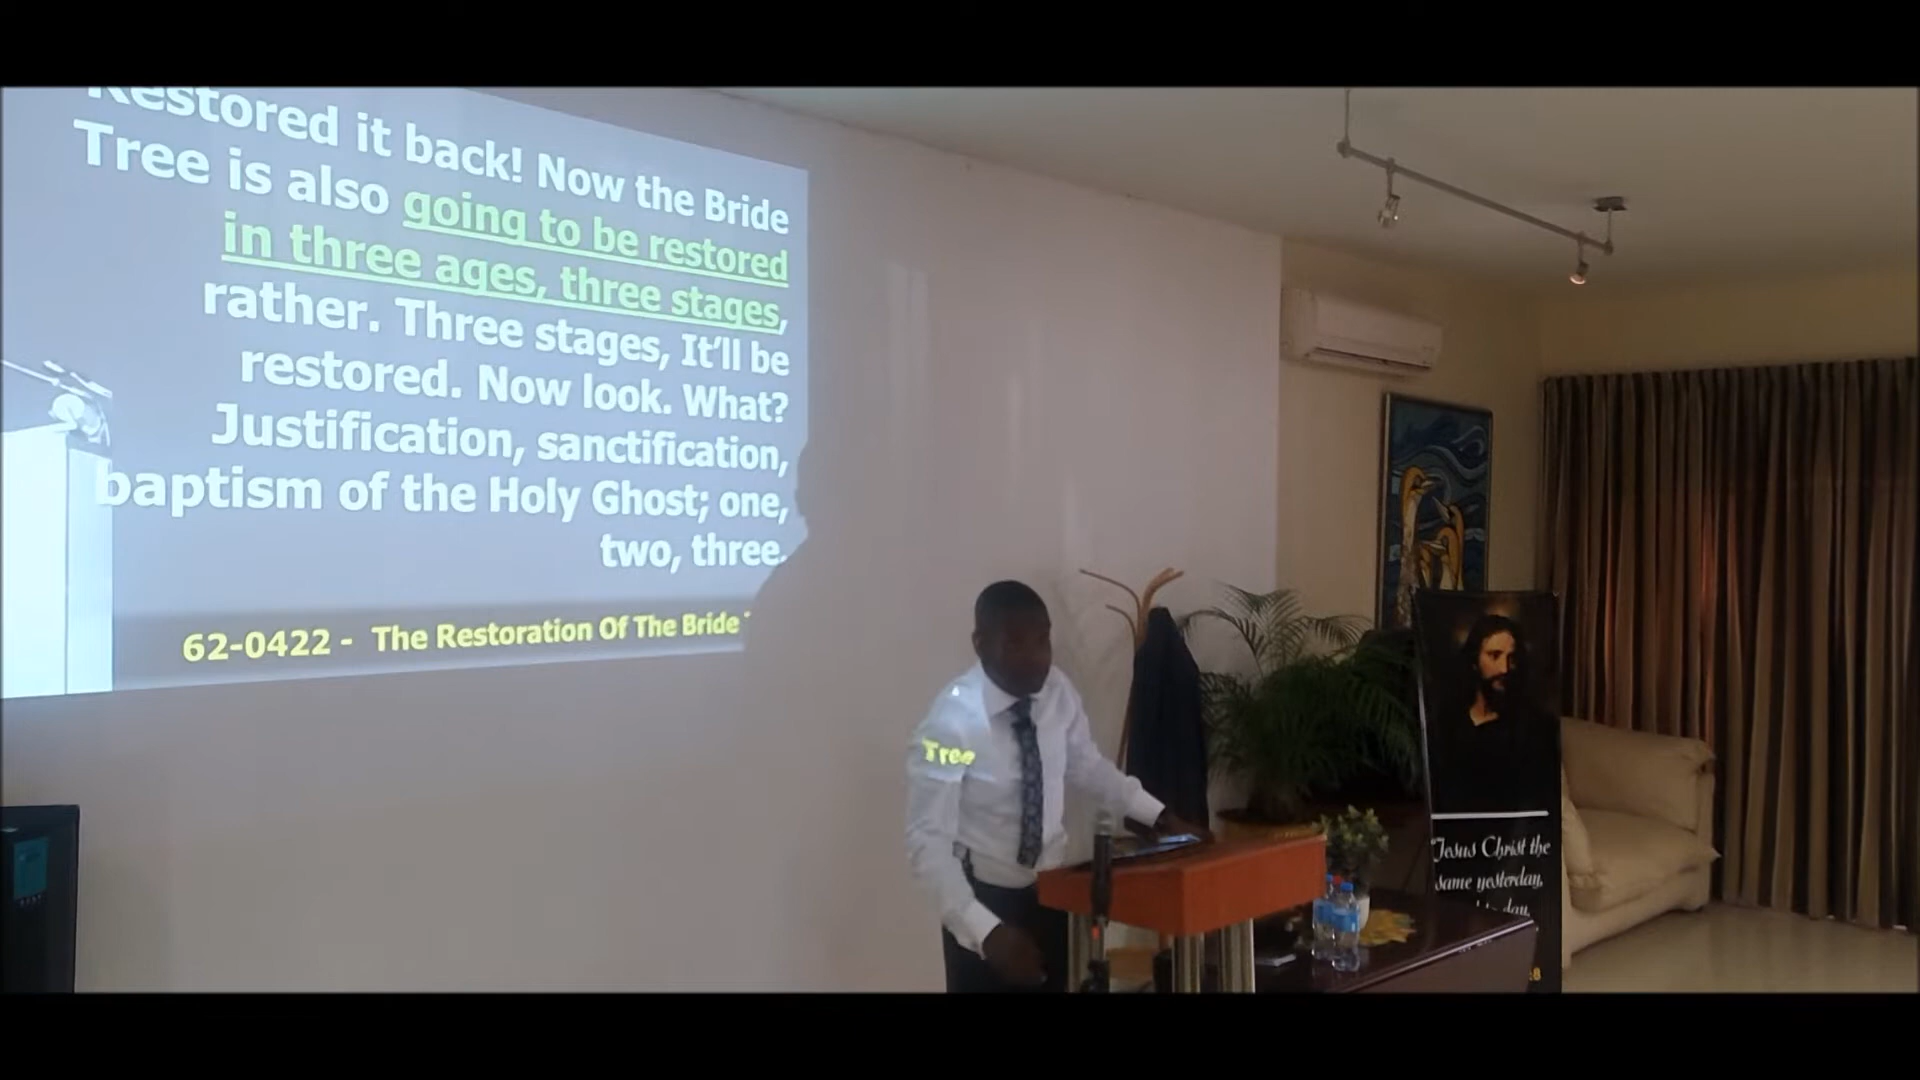 Restored it back! Now the Bride
Tree is also going to be restored
in three ages, three stages,
rather. Three stages, It'll be
restored. Now look. What?
Justification, sanctification,
baptism of the Holy Ghost; one,
two, three.
62-0422 - The Restoration Of The Bride
Tree
"Jesus Christ the
same yesterday,
day,
:8